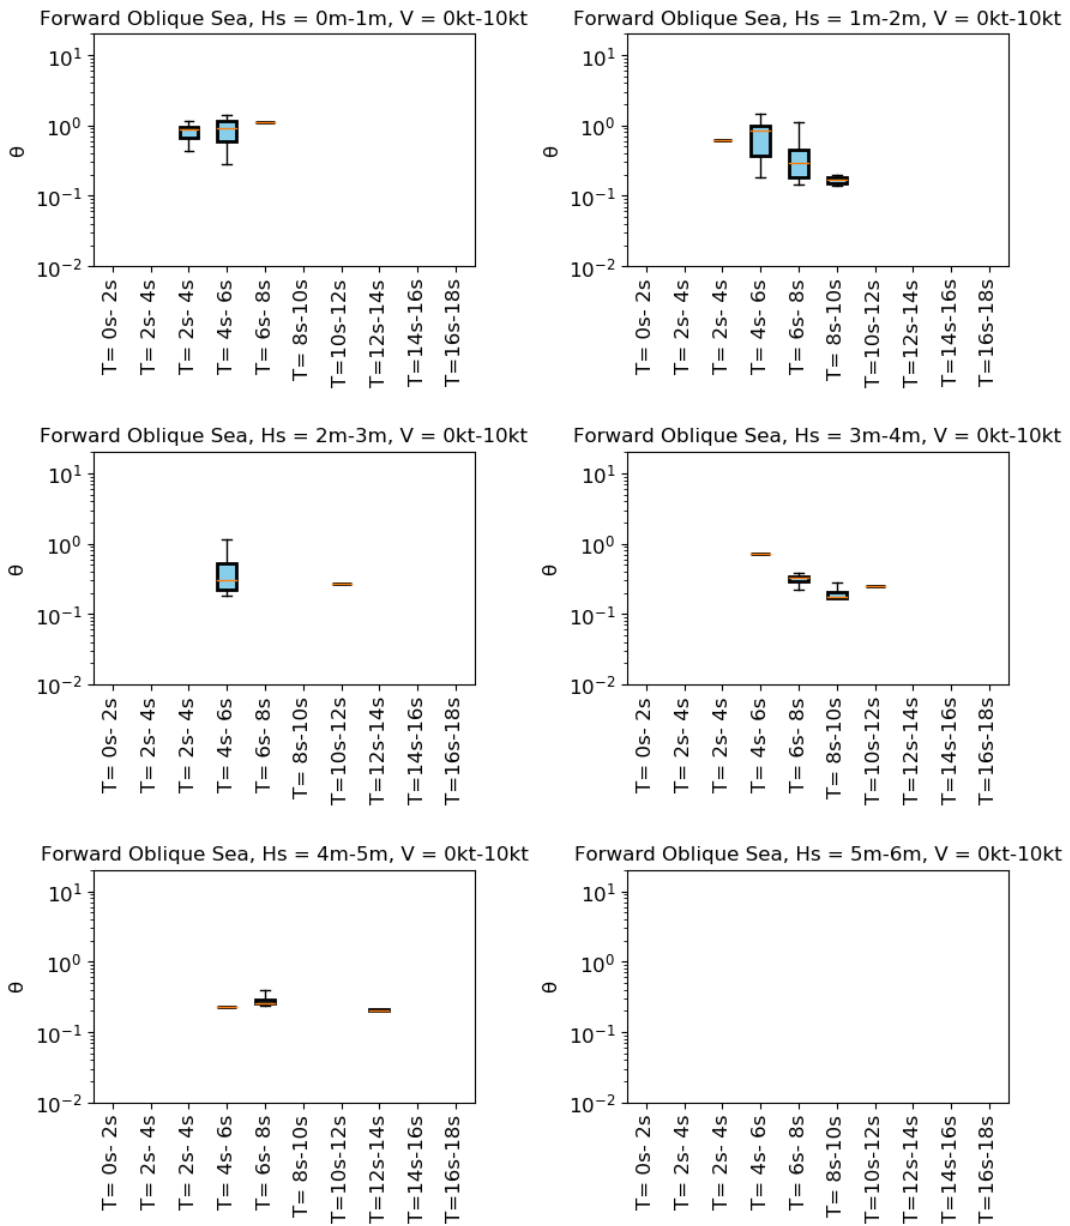 Forward Oblique Sea, Hs = 0m-1m, V = 0kt-10kt
10¹
10⁰
10⁻¹
10⁻²
θ
T= 0s- 2s
T= 2s- 4s
T= 2s- 4s
T= 4s- 6s
T= 6s- 8s
T= 8s-10s
T=10s-12s
T=12s-14s
T=14s-16s
T=16s-18s
Forward Oblique Sea, Hs = 1m-2m, V = 0kt-10kt
10¹
10⁰
10⁻¹
10⁻²
θ
T= 0s- 2s
T= 2s- 4s
T= 2s- 4s
T= 4s- 6s
T= 6s- 8s
T= 8s-10s
T=10s-12s
T=12s-14s
T=14s-16s
T=16s-18s
Forward Oblique Sea, Hs = 2m-3m, V = 0kt-10kt
10¹
10⁰
10⁻¹
10⁻²
θ
T= 0s- 2s
T= 2s- 4s
T= 2s- 4s
T= 4s- 6s
T= 6s- 8s
T= 8s-10s
T=10s-12s
T=12s-14s
T=14s-16s
T=16s-18s
Forward Oblique Sea, Hs = 3m-4m, V = 0kt-10kt
10¹
10⁰
10⁻¹
10⁻²
θ
T= 0s- 2s
T= 2s- 4s
T= 2s- 4s
T= 4s- 6s
T= 6s- 8s
T= 8s-10s
T=10s-12s
T=12s-14s
T=14s-16s
T=16s-18s
Forward Oblique Sea, Hs = 4m-5m, V = 0kt-10kt
10¹
10⁰
10⁻¹
10⁻²
θ
T= 0s- 2s
T= 2s- 4s
T= 2s- 4s
T= 4s- 6s
T= 6s- 8s
T= 8s-10s
T=10s-12s
T=12s-14s
T=14s-16s
T=16s-18s
Forward Oblique Sea, Hs = 5m-6m, V = 0kt-10kt
10¹
10⁰
10⁻¹
10⁻²
θ
T= 0s- 2s
T= 2s- 4s
T= 2s- 4s
T= 4s- 6s
T= 6s- 8s
T= 8s-10s
T=10s-12s
T=12s-14s
T=14s-16s
T=16s-18s